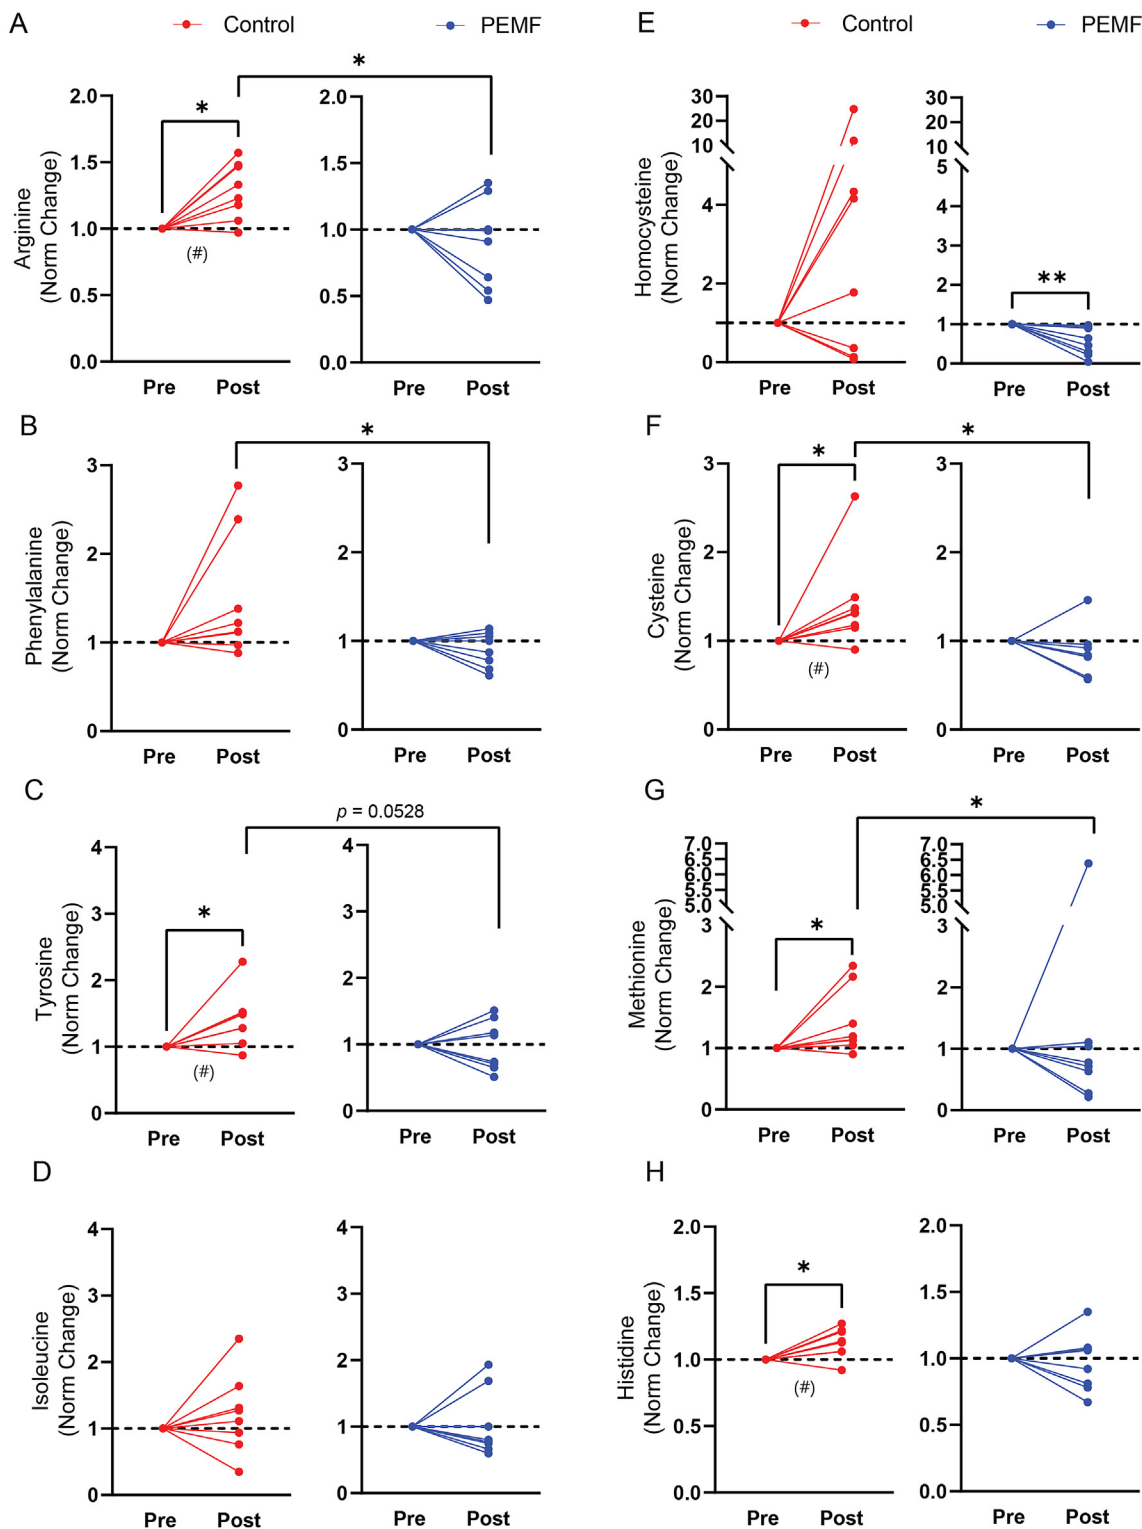 A
Control
PEMF
*
*
2.0
1.5
1.0
0.5
0.0
Arginine
(Norm Change)
(#)
Pre
Post
2.0
1.5
1.0
0.5
0.0
Pre
Post
B
*
3
2
1
0
Phenylalanine
(Norm Change)
Pre
Post
3
2
1
0
Pre
Post
C
p = 0.0528
*
4
3
2
1
0
Tyrosine
(Norm Change)
(#)
Pre
Post
4
3
2
1
0
Pre
Post
D
4
3
2
1
0
Isoleucine
(Norm Change)
Pre
Post
4
3
2
1
0
Pre
Post
E
Control
PEMF
30
20
10
4
2
0
Homocysteine
(Norm Change)
Pre
Post
**
30
20
10
5
4
3
2
1
0
Pre
Post
F
*
*
3
2
1
0
Cysteine
(Norm Change)
(#)
Pre
Post
3
2
1
0
Pre
Post
G
*
*
7.0
6.5
6.0
5.5
5.0
3
2
1
0
Methionine
(Norm Change)
Pre
Post
7.0
6.5
6.0
5.5
5.0
3
2
1
0
Pre
Post
H
*
2.0
1.5
1.0
0.5
0.0
Histidine
(Norm Change)
(#)
Pre
Post
2.0
1.5
1.0
0.5
0.0
Pre
Post